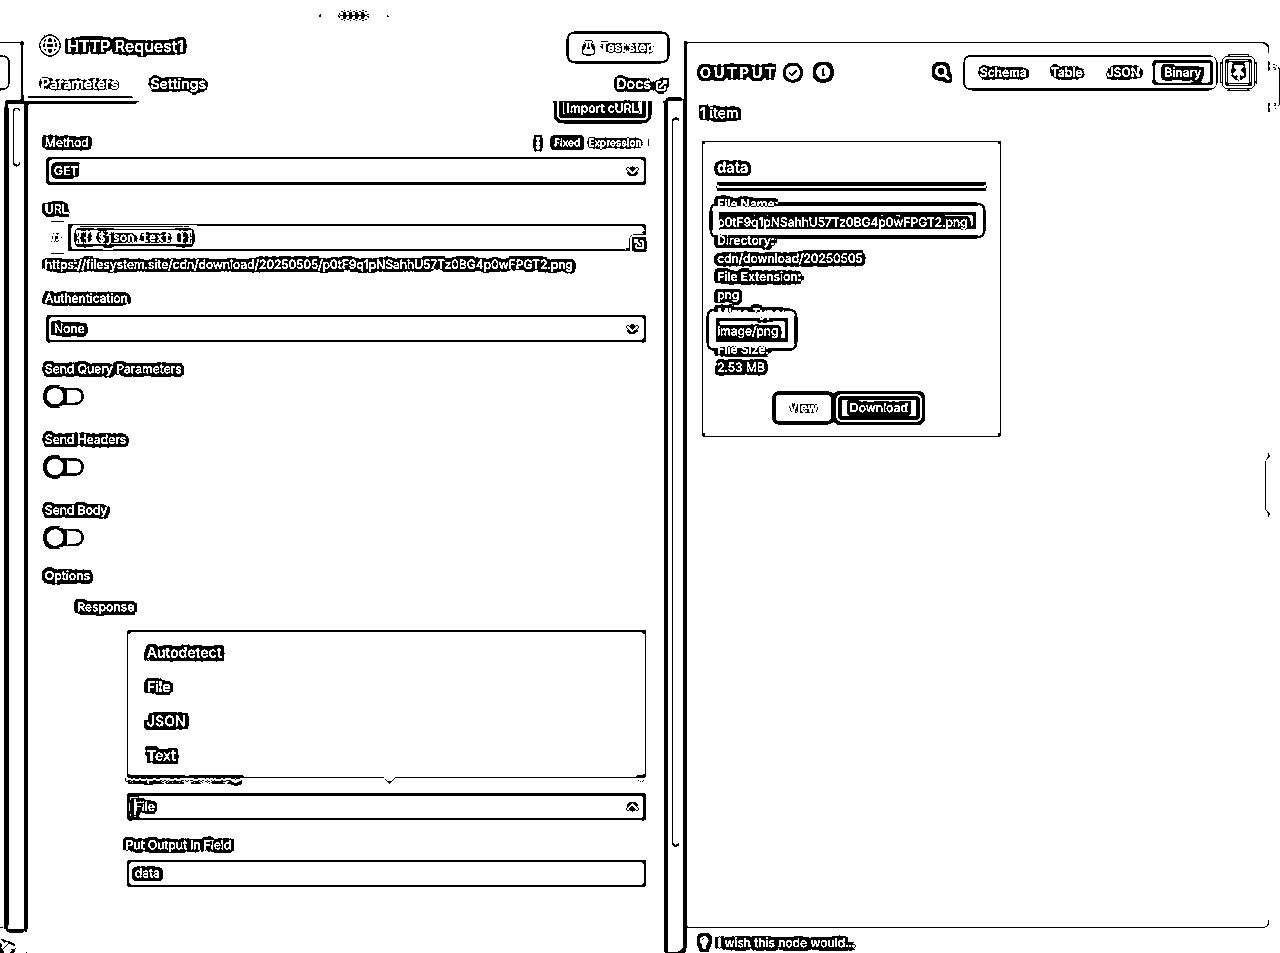 HTTP Request1
Test step
Parameters
Settings
Docs
Import cURL
Method
Fixed
Expression
GET
URL
{{ $json.text }}
https://filesystem.site/cdn/download/20250505/p0tF9q1pNSahhU57Tz0BG4p0wFPGT2.png
Authentication
None
Send Query Parameters
Send Headers
Send Body
Options
Response
Autodetect
File
JSON
Text
File
Put Output in Field
data
OUTPUT
Schema
Table
JSON
Binary
1 item
data
File Name:
p0tF9q1pNSahhU57Tz0BG4p0wFPGT2.png
Directory:
cdn/download/20250505
File Extension:
png
Mime Type:
image/png
File Size:
2.53 MB
View
Download
I wish this node would...